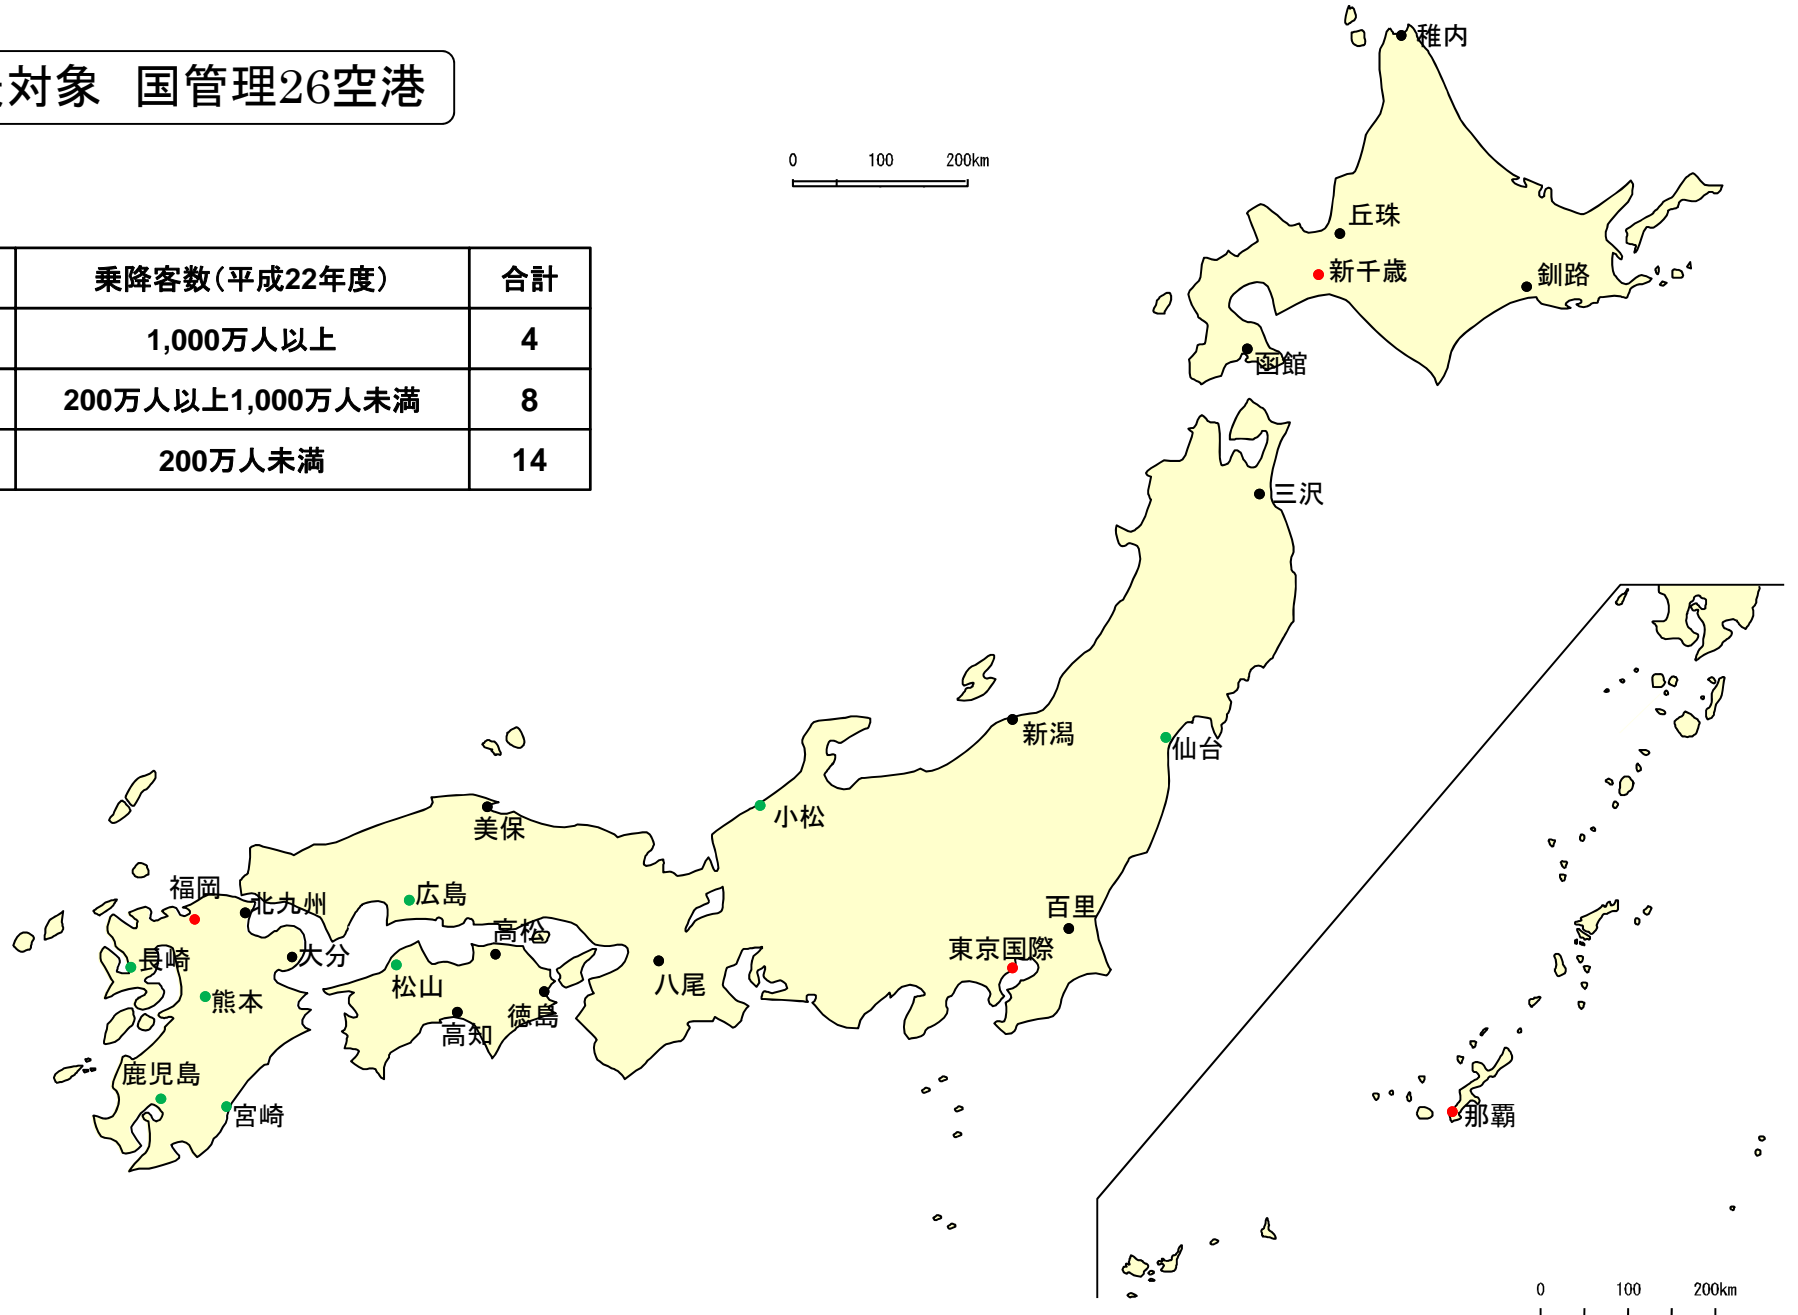 対象 国管理26空港
0 100 200km
乗降客数(平成22年度) 合計
1,000万人以上 4
200万人以上1,000万人未満 8
200万人未満 14
稚内
丘珠
新千歳
釧路
函館
三沢
新潟
仙台
小松
美保
福岡
北九州
広島
高松
百里
東京国際
長崎
大分
松山
八尾
熊本
高知
徳島
鹿児島
宮崎
那覇
0 100 200km